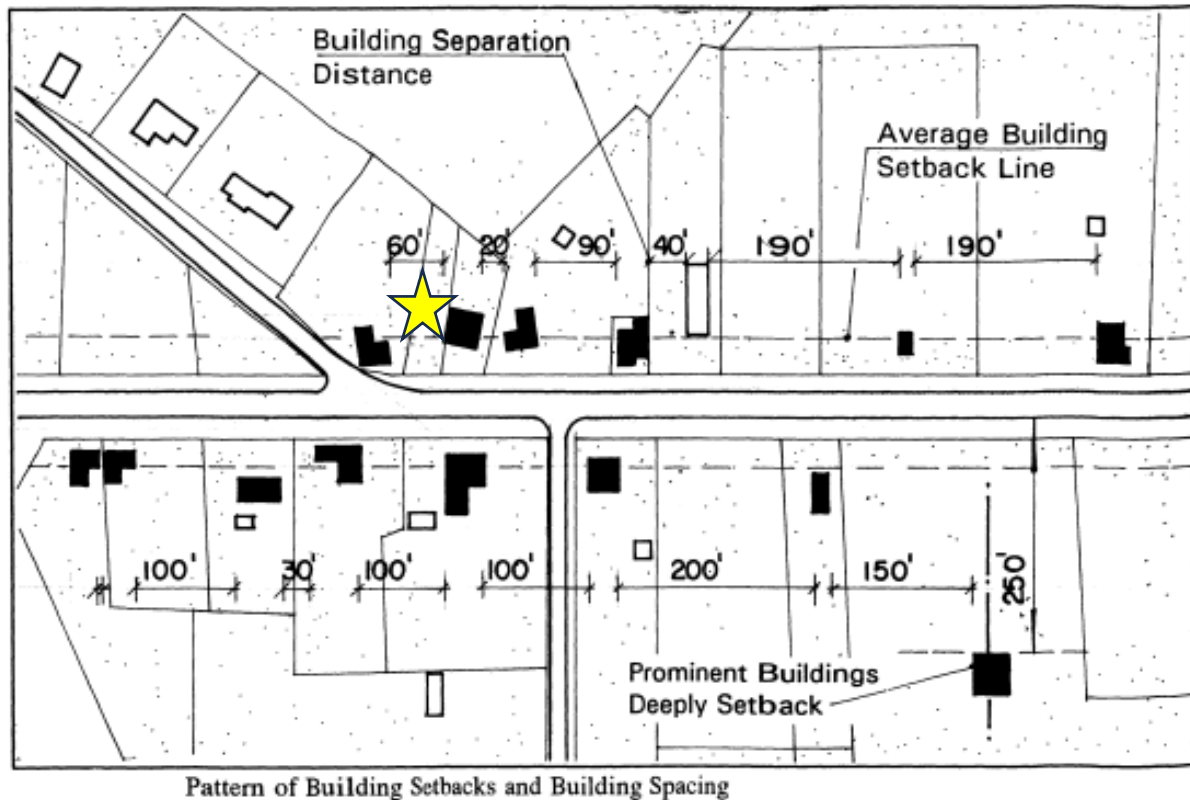 Building Separation
Distance
Average Building
Setback Line
60' 20' 90' 40' 190' 190'
100' 30' 100' 100' 200' 150'
250'
Prominent Buildings
Deeply Setback
Pattern of Building Setbacks and Building Spacing